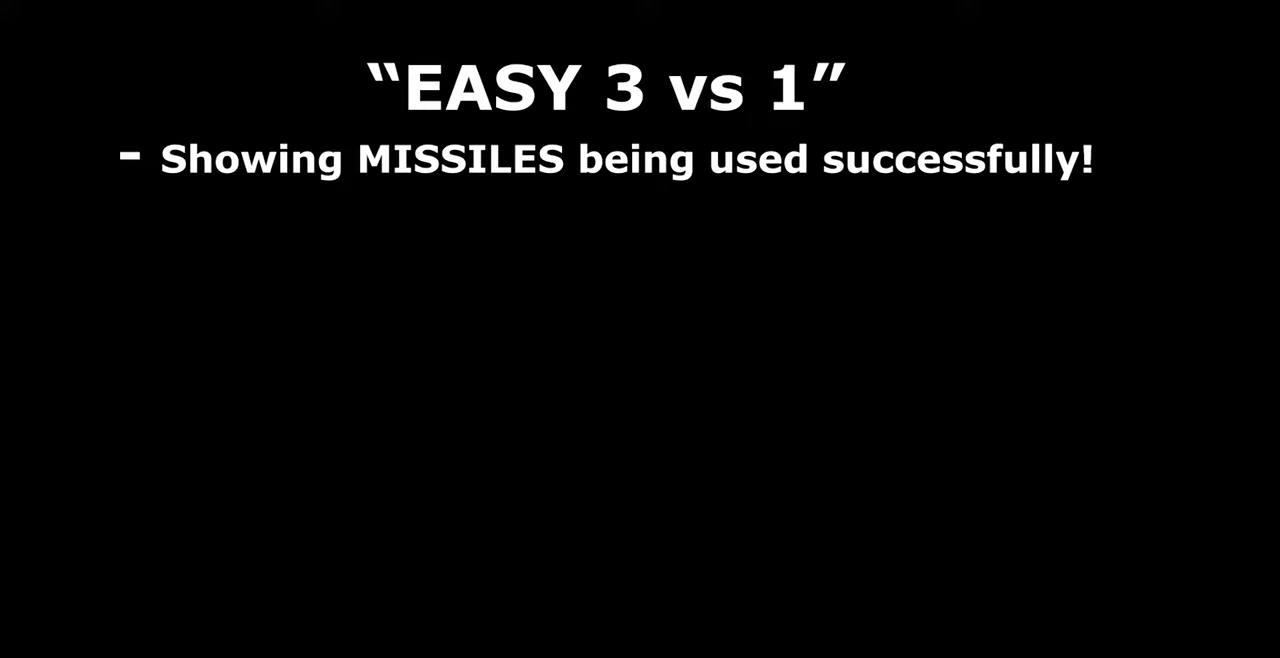 “EASY 3 vs 1”
- Showing MISSILES being used successfully!